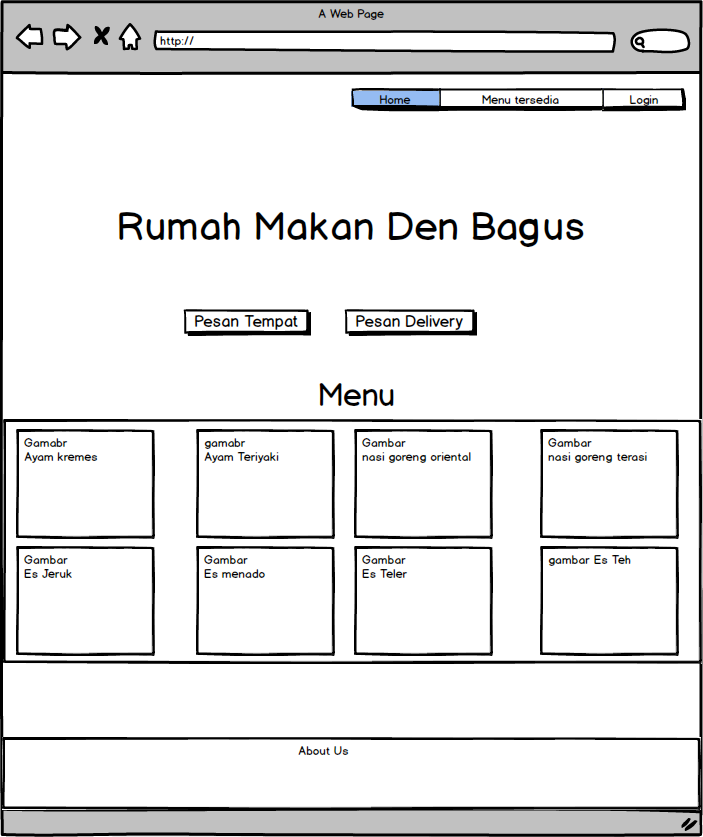 A Web Page
http://
Home
Menu tersedia
Login
Rumah Makan Den Bagus
Pesan Tempat
Pesan Delivery
Menu
Gamabr
Ayam kremes
gamabr
Ayam Teriyaki
Gambar
nasi goreng oriental
Gambar
nasi goreng terasi
Gambar
Es Jeruk
Gambar
Es menado
Gambar
Es Teler
gambar Es Teh
About Us